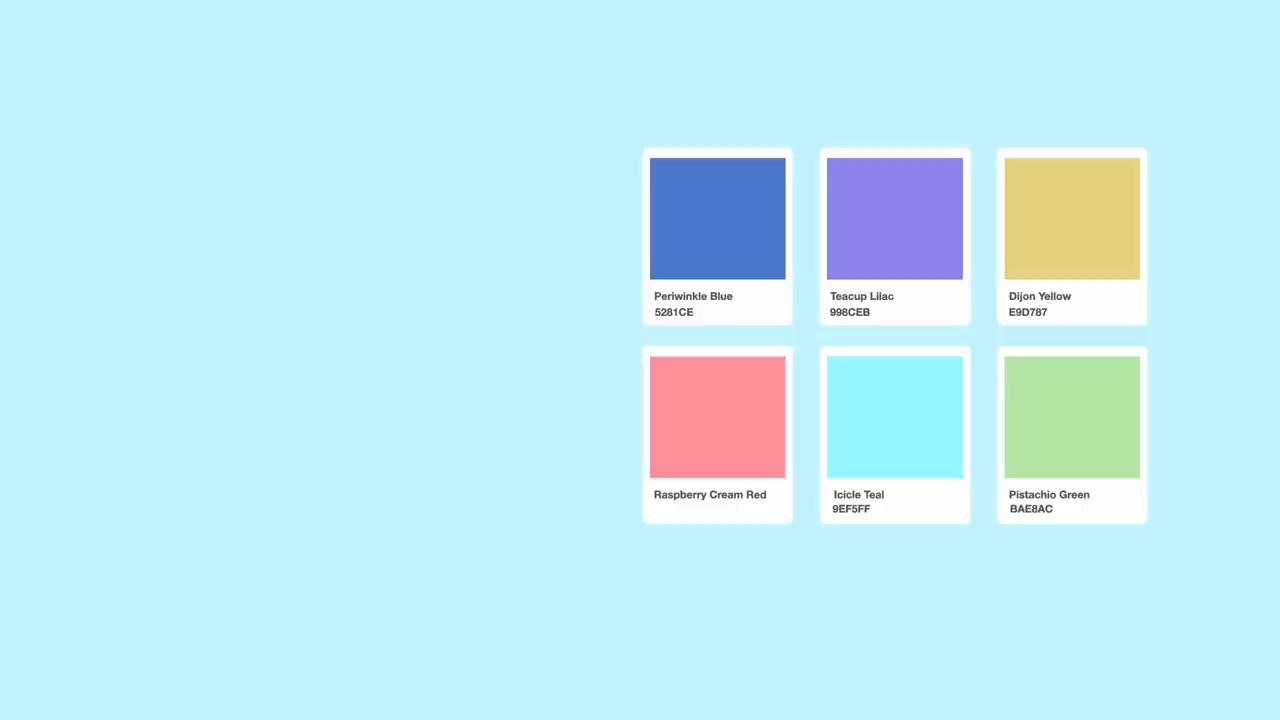 Periwinkle Blue
5281CE
Teacup Lilac
998CEB
Dijon Yellow
E9D787
Raspberry Cream Red
Icicle Teal
9EF5FF
Pistachio Green
BAE8AC